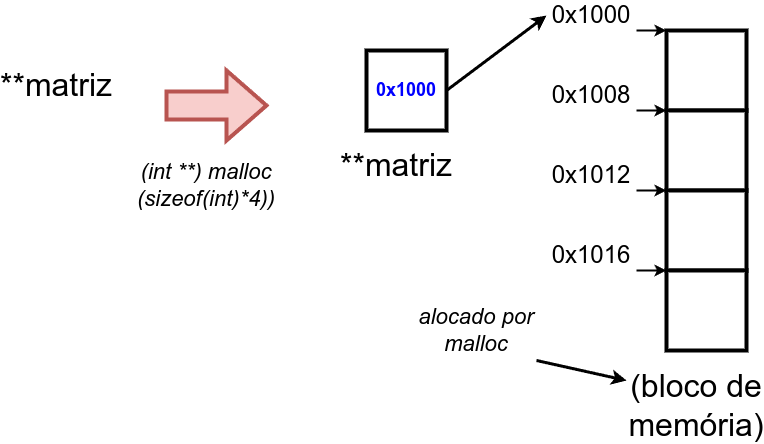 **matriz
(int **) malloc
(sizeof(int)*4))
0x1000
**matriz
0x1000
0x1008
0x1012
0x1016
alocado por
malloc
(bloco de
memória)